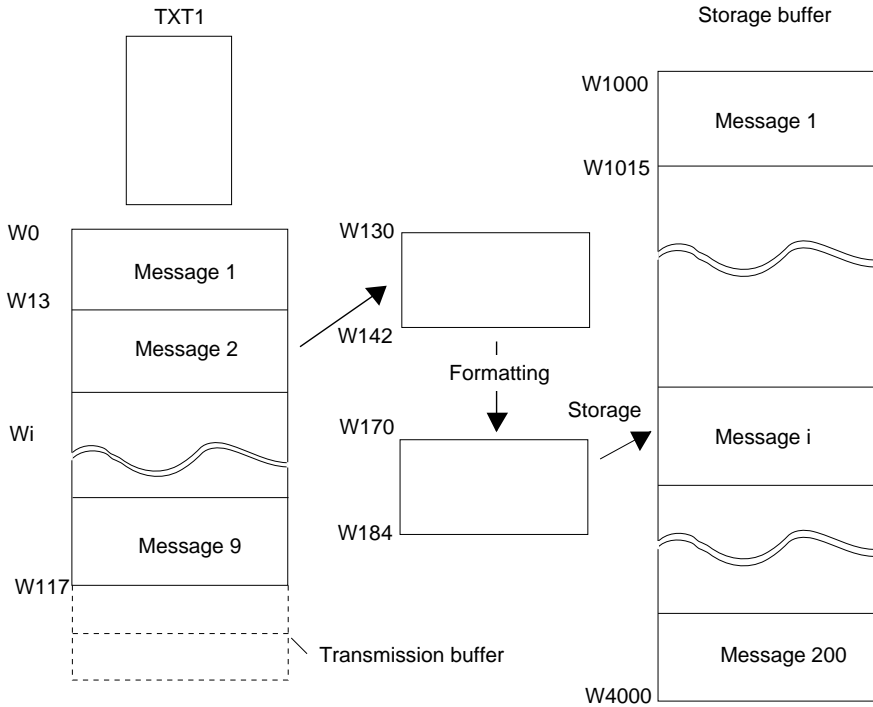 TXT1
Storage buffer
W1000
Message 1
W1015
W0
Message 1
W13
Message 2
W130
W142
Formatting
Wi
W170
Storage
Message i
W184
Message 9
W117
Transmission buffer
Message 200
W4000